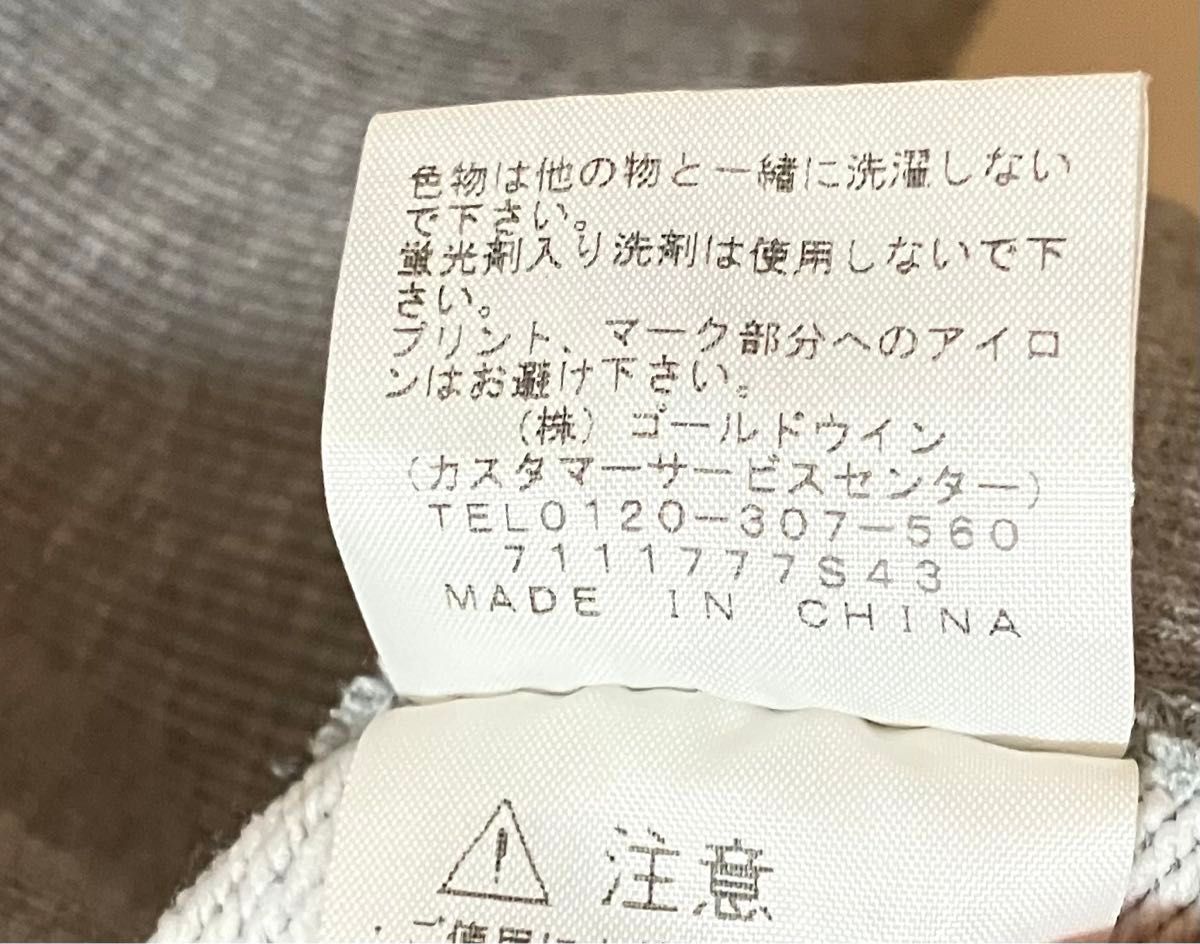 色物は他の物と一緒に洗濯しない
で下さい。
蛍光剤入り洗剤は使用しないで下
さい。
プリント、マーク部分へのアイロ
ンはお避け下さい。
(株)ゴールドウイン
(カスタマーサービスセンター)
TEL0120-307-560
7111777S43
MADE IN CHINA
注意
・ご使用に